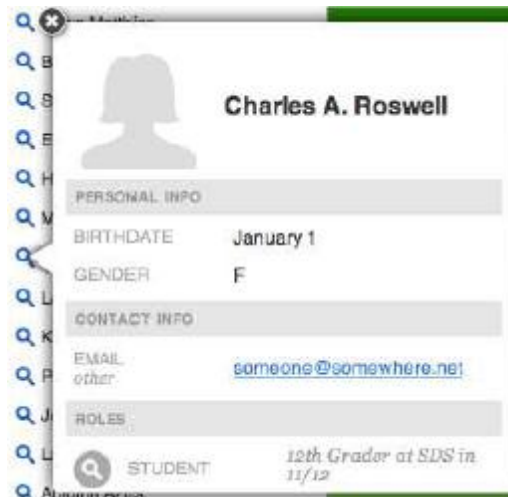 B
S
E
H
M
L
K
P
J
L
Charles A. Roswell
PERSONAL INFO
BIRTHDATE January 1
GENDER F
CONTACT INFO
EMAIL someone@somewhere.net
other
ROLES
STUDENT 12th Grader at SDS in
11/12